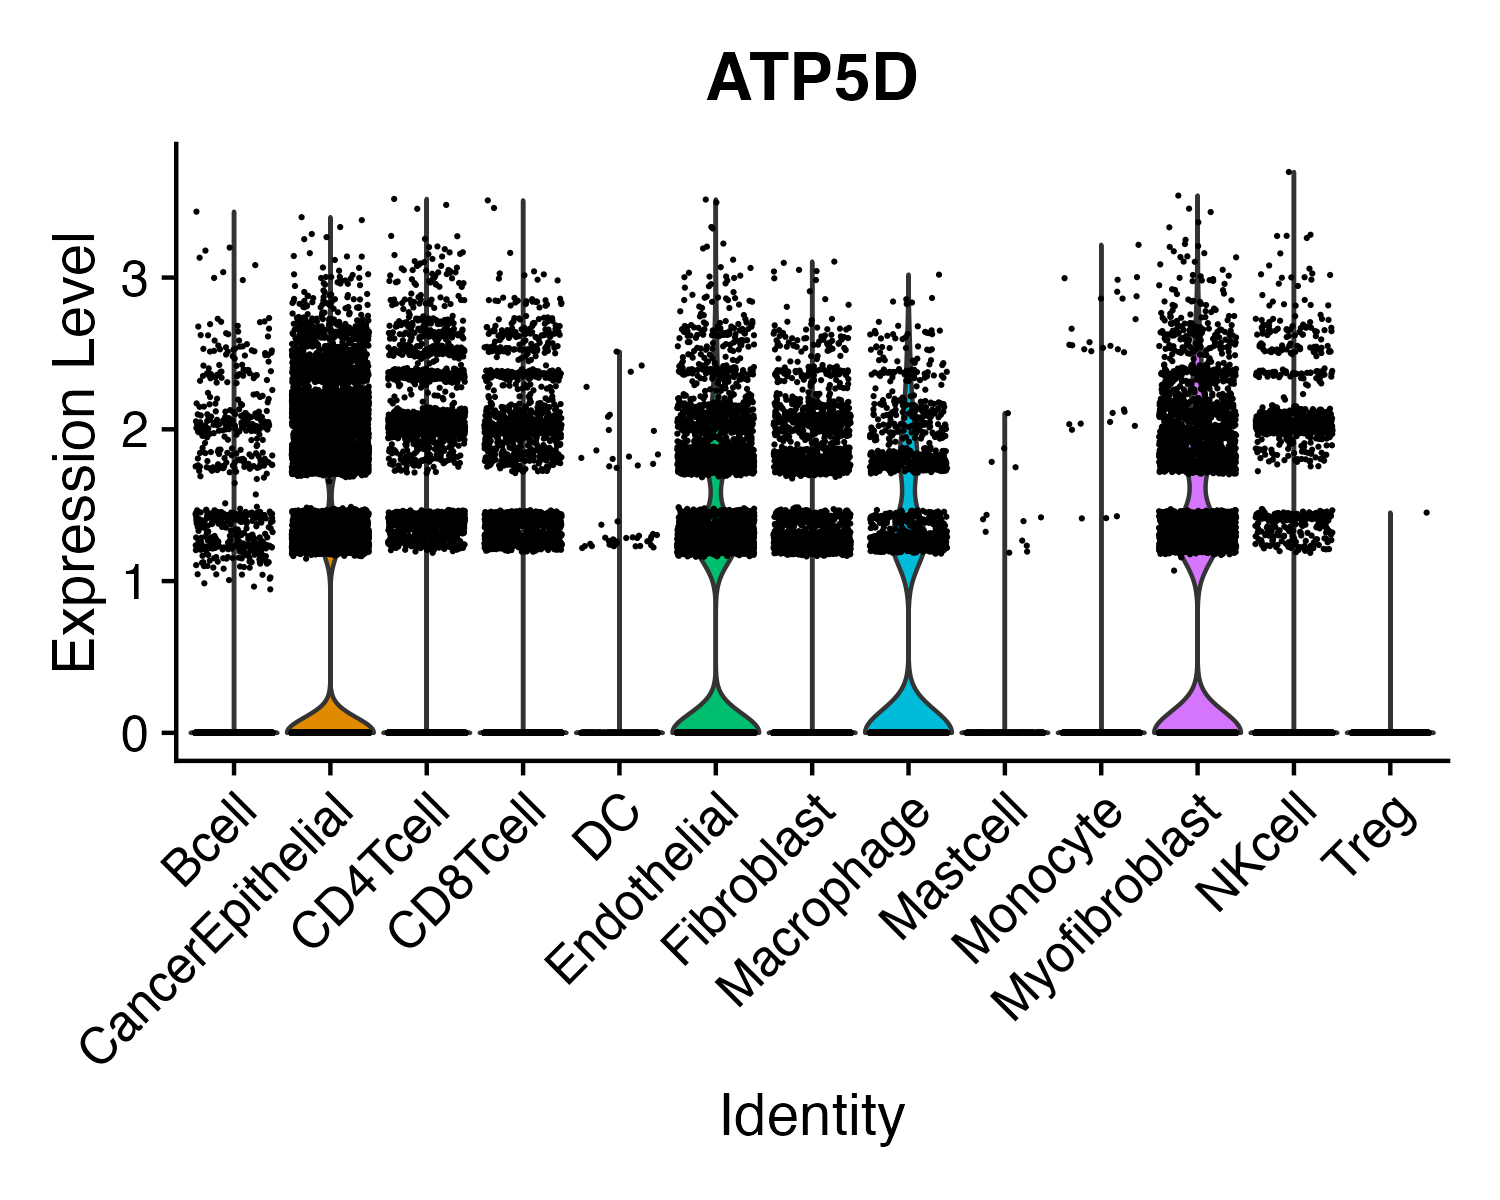 ATP5D
Expression Level
3
2
1
0
Bcell
CancerEpithelial
CD4Tcell
CD8Tcell
DC
Endothelial
Fibroblast
Macrophage
Mastcell
Monocyte
Myofibroblast
NKcell
Treg
Identity